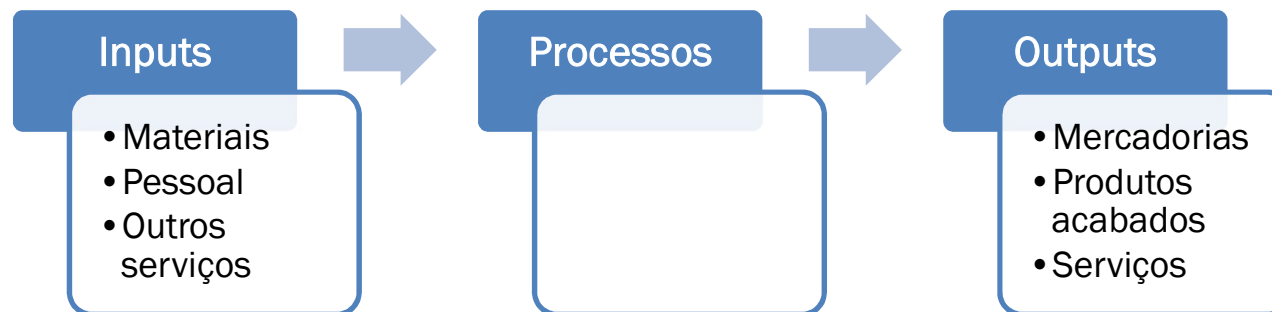 Inputs
• Materiais
• Pessoal
• Outros
serviços
Processos
Outputs
• Mercadorias
• Produtos
acabados
• Serviços